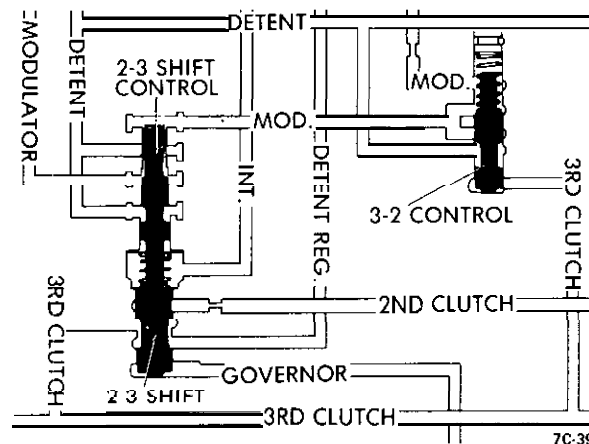 DETENT
MODULATOR
DETENT
2-3 SHIFT
CONTROL
MOD.
MOD.
INT.
DETENT REG.
3RD CLUTCH
3-2 CONTROL
3RD CLUTCH
2ND CLUTCH
GOVERNOR
2-3 SHIFT
3RD CLUTCH
7C-39